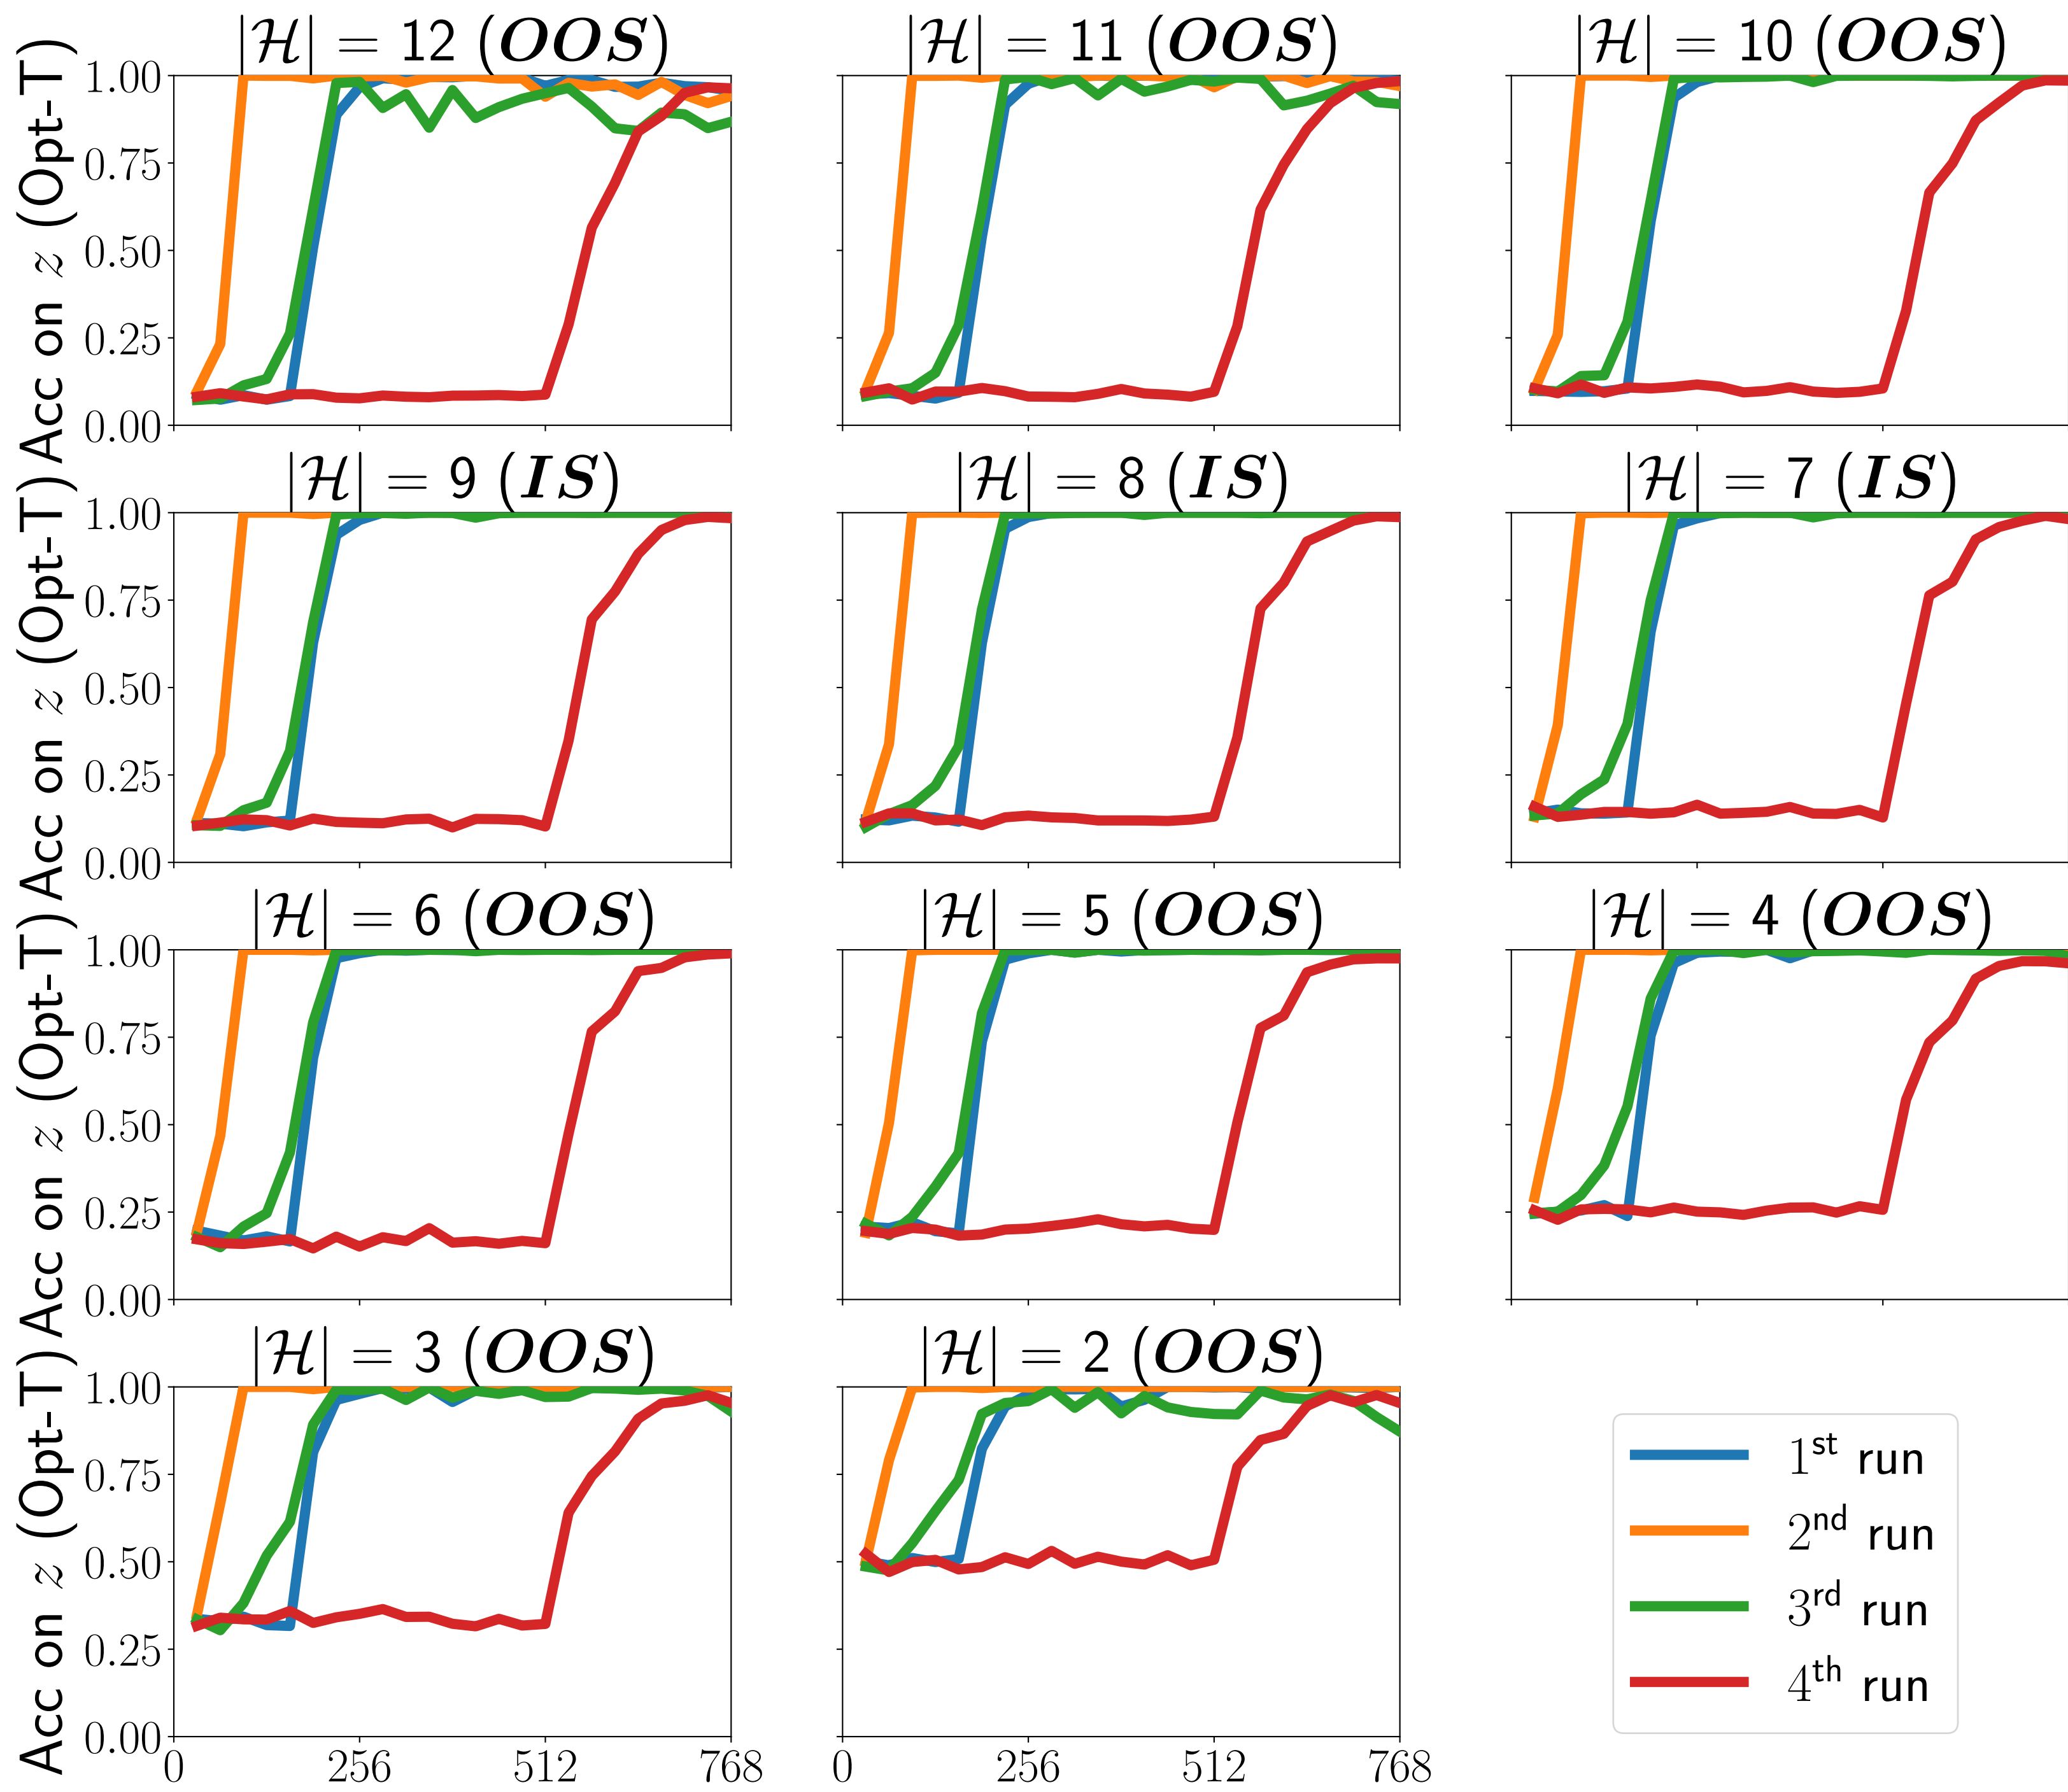 |ℋ| = 12 (OOS)
|ℋ| = 11 (OOS)
|ℋ| = 10 (OOS)
Acc on z (Opt-T)
1.00
0.75
0.50
0.25
0.00
|ℋ| = 9 (IS)
|ℋ| = 8 (IS)
|ℋ| = 7 (IS)
Acc on z (Opt-T)
1.00
0.75
0.50
0.25
0.00
|ℋ| = 6 (OOS)
|ℋ| = 5 (OOS)
|ℋ| = 4 (OOS)
Acc on z (Opt-T)
1.00
0.75
0.50
0.25
0.00
|ℋ| = 3 (OOS)
|ℋ| = 2 (OOS)
Acc on z (Opt-T)
1.00
0.75
0.50
0.25
0.00
0 256 512 768
0 256 512 768
1st run
2nd run
3rd run
4th run